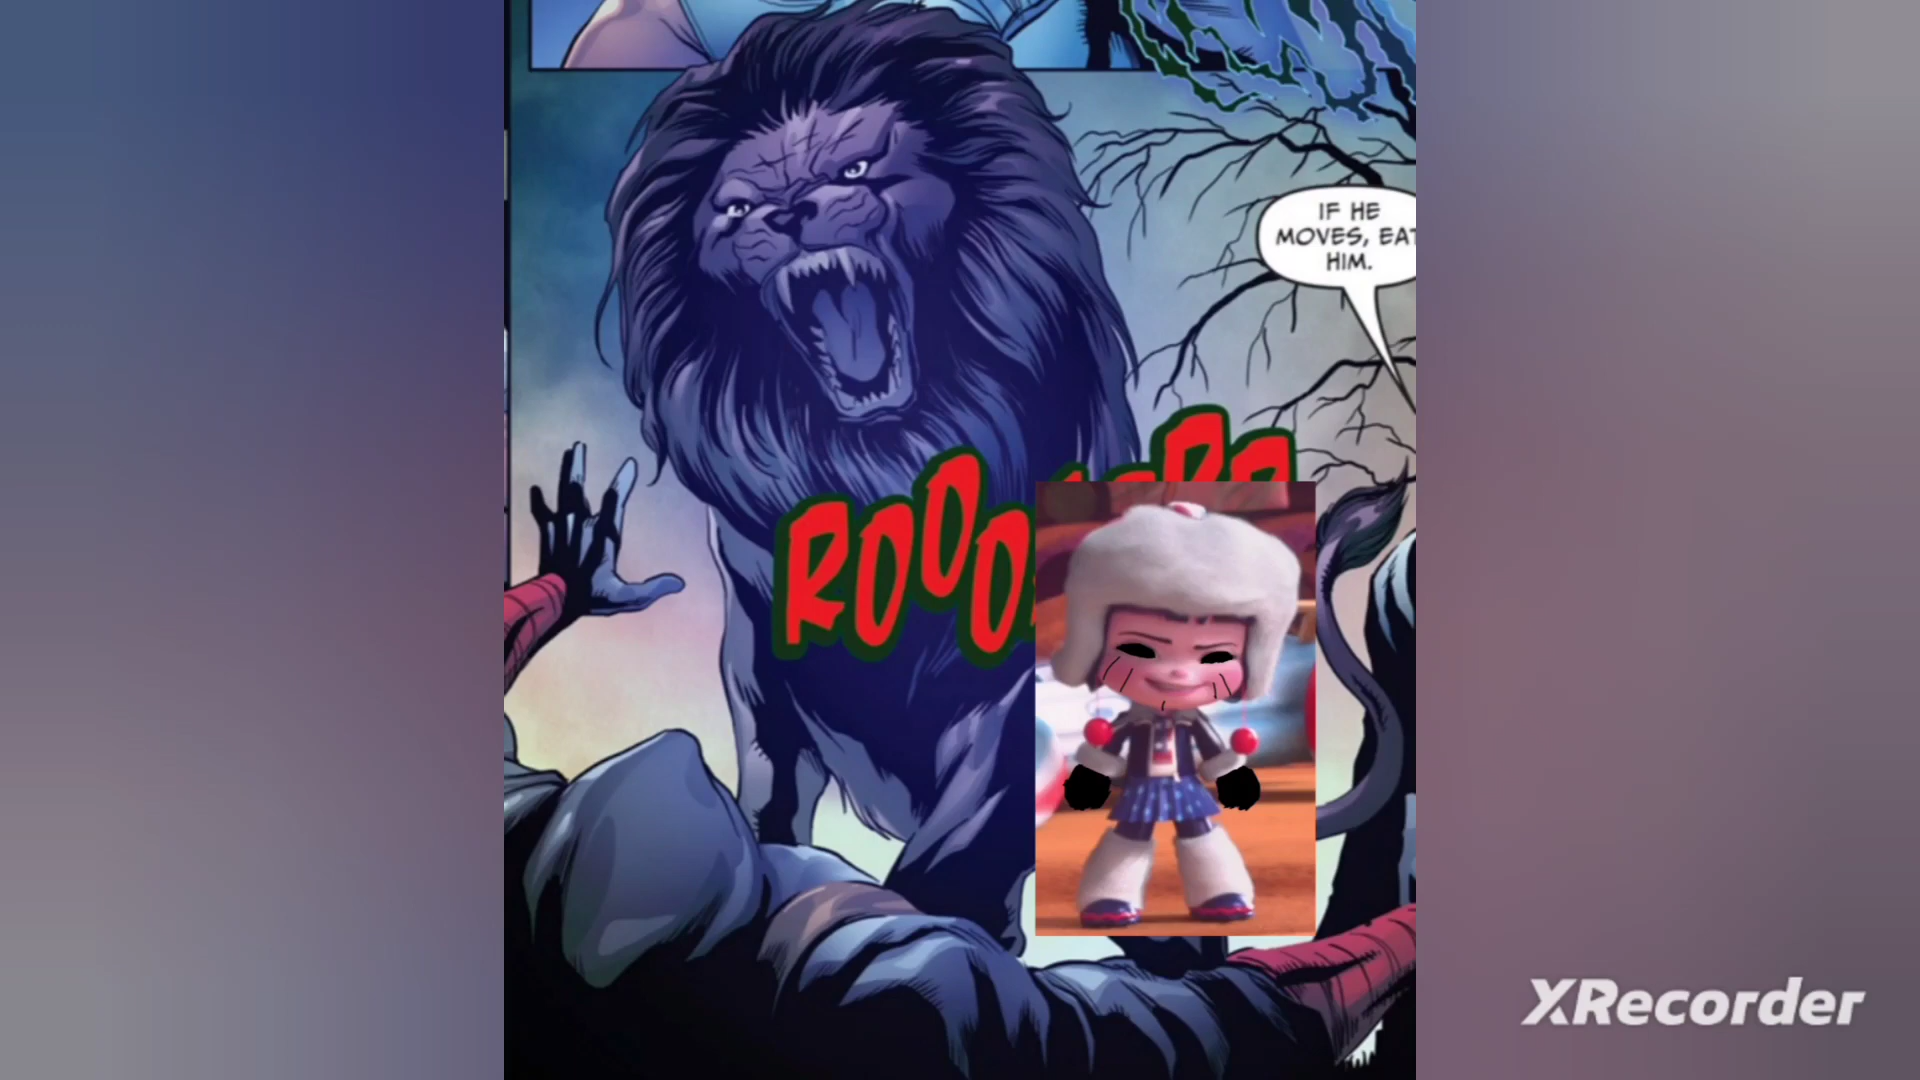 IF HE
MOVES, EAT
HIM.
ROOO
XRecorder